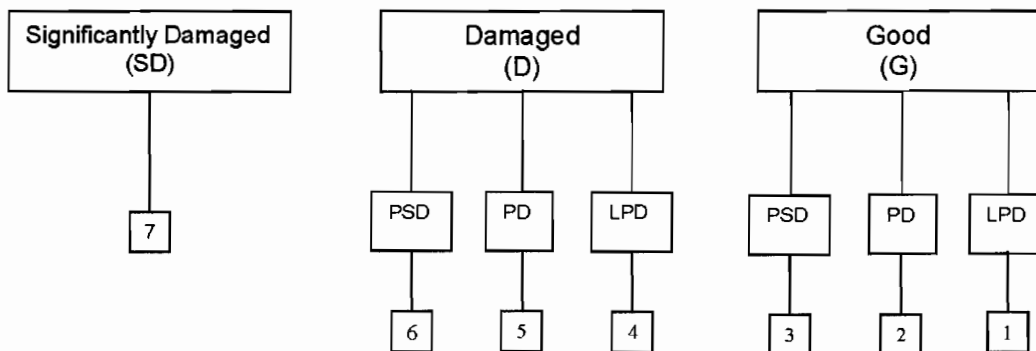 Significantly Damaged
(SD)
Damaged
(D)
Good
(G)
PSD
PD
LPD
PSD
PD
LPD
7
6
5
4
3
2
1